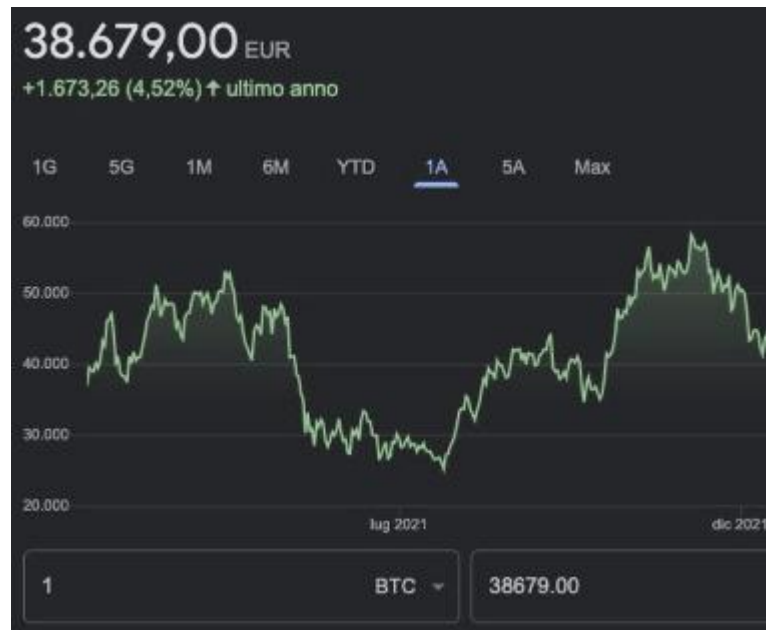 38.679,00 EUR
+1.673,26 (4,52%) ↑ ultimo anno
1G 5G 1M 6M YTD 1A 5A Max
60.000
50.000
40.000
30.000
20.000
lug 2021 dic 2021
1 BTC 38679.00